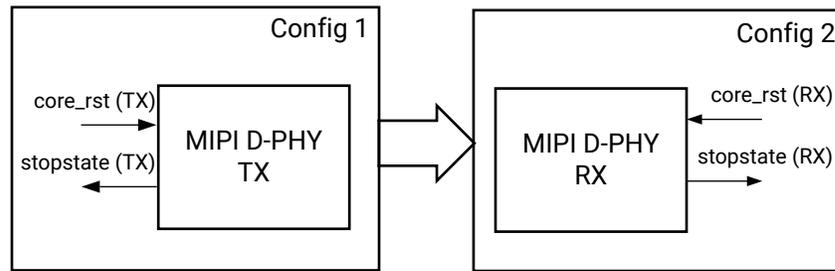 Config 1
core_rst (TX)
stopstate (TX)
MIPI D-PHY
TX
Config 2
MIPI D-PHY
RX
core_rst (RX)
stopstate (RX)